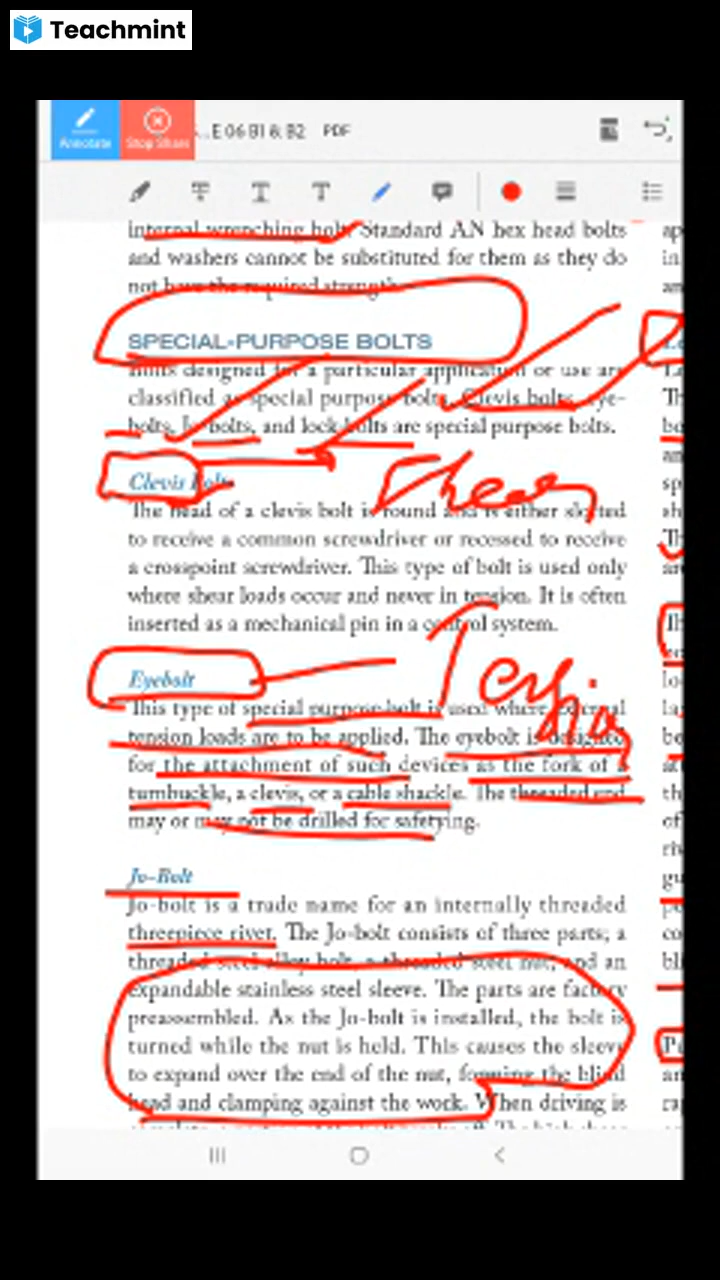 Teachmint
Annotate
Stop Share
...E 06 B1 & B2 PDF
internal wrenching bolt. Standard AN hex head bolts
and washers cannot be substituted for them as they do
not have the required strength.
SPECIAL-PURPOSE BOLTS
Bolts designed for a particular application or use are
classified as special purpose bolts. Clevis bolts, eye-
bolts, Jo-bolts, and lock bolts are special purpose bolts.
Clevis Bolts
Shear
The head of a clevis bolt is round and is either slotted
to receive a common screwdriver or recessed to receive
a crosspoint screwdriver. This type of bolt is used only
where shear loads occur and never in tension. It is often
inserted as a mechanical pin in a control system.
Eyebolt
This type of special purpose bolt is used where external
tension loads are to be applied. The eyebolt is designed
for the attachment of such devices as the fork of a
turnbuckle, a clevis, or a cable shackle. The threaded end
may or may not be drilled for safetying.
Jo-Bolt
Jo-bolt is a trade name for an internally threaded
threepiece rivet. The Jo-bolt consists of three parts; a
threaded steel alloy bolt, a threaded steel nut, and an
expandable stainless steel sleeve. The parts are factory
preassembled. As the Jo-bolt is installed, the bolt is
turned while the nut is held. This causes the sleeve
to expand over the end of the nut, forming the blind
head and clamping against the work. When driving is